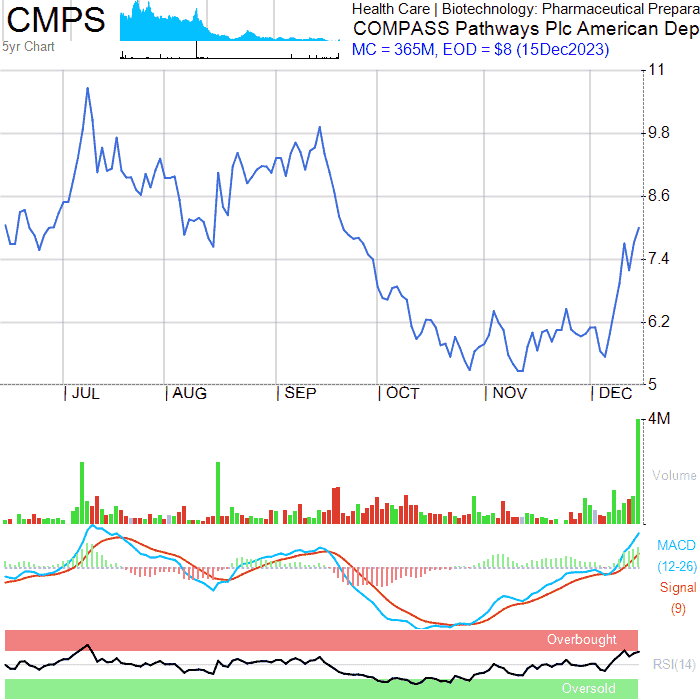 CMPS
5yr Chart
Health Care | Biotechnology: Pharmaceutical Prepara
COMPASS Pathways Plc American Dep
MC = 365M, EOD = $8 (15Dec2023)
11
9.8
8.6
7.4
6.2
5
JUL AUG SEP OCT NOV DEC
4M
Volume
MACD
(12-26)
Signal
(9)
Overbought
RSI(14)
Oversold